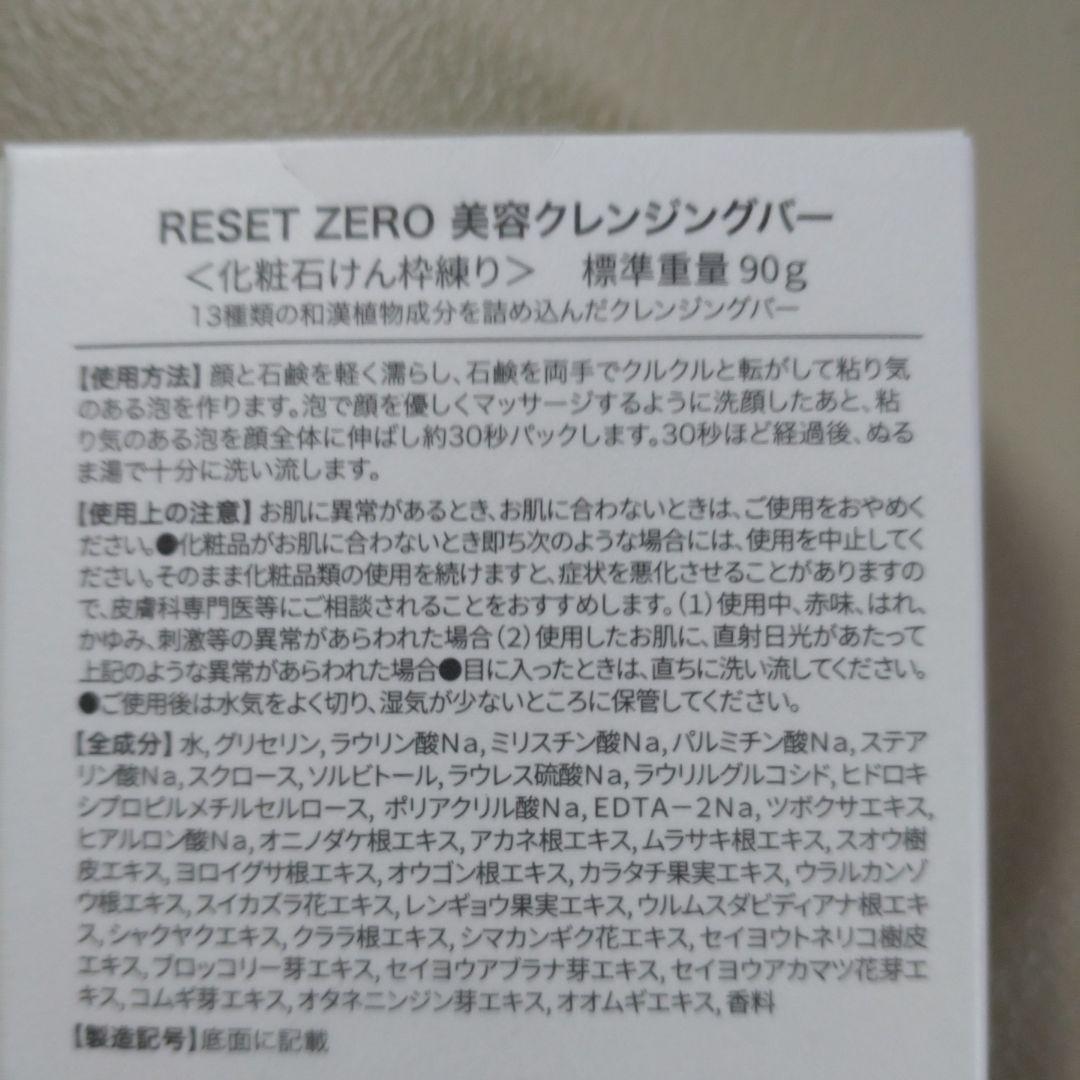 RESET ZERO 美容クレンジングバー
＜化粧石けん枠練り＞ 標準重量 90g
13種類の和漢植物成分を詰め込んだクレンジングバー
【使用方法】顔と石鹸を軽く濡らし、石鹸を両手でクルクルと転がして粘り気
のある泡を作ります。泡で顔を優しくマッサージするように洗顔したあと、粘
り気のある泡を顔全体に伸ばし約30秒パックします。30秒ほど経過後、ぬる
ま湯で十分に洗い流します。
【使用上の注意】お肌に異常があるとき、お肌に合わないときは、ご使用をおやめく
ださい。●化粧品がお肌に合わないとき即ち次のような場合には、使用を中止してく
ださい。そのまま化粧品類の使用を続けますと、症状を悪化させることがありますの
で、皮膚科専門医等にご相談されることをおすすめします。（1）使用中、赤味、はれ、
かゆみ、刺激等の異常があらわれた場合（2）使用したお肌に、直射日光があたって
上記のような異常があらわれた場合●目に入ったときは、直ちに洗い流してください。
●ご使用後は水気をよく切り、湿気が少ないところに保管してください。
【全成分】水, グリセリン, ラウリン酸Na, ミリスチン酸Na, パルミチン酸Na, ステア
リン酸Na, スクロース, ソルビトール, ラウレス硫酸Na, ラウリルグルコシド, ヒドロキ
シプロピルメチルセルロース, ポリアクリル酸Na, EDTA－2Na, ツボクサエキス,
ヒアルロン酸Na, オニノダケ根エキス, アカネ根エキス, ムラサキ根エキス, スオウ樹
皮エキス, ヨロイグサ根エキス, オウゴン根エキス, カラタチ果実エキス, ウラルカンゾ
ウ根エキス, スイカズラ花エキス, レンギョウ果実エキス, ウルムスダビディアナ根エキ
ス, シャクヤクエキス, クララ根エキス, シマカンギク花エキス, セイヨウトネリコ樹皮
エキス, ブロッコリー芽エキス, セイヨウアブラナ芽エキス, セイヨウアカマツ花芽エ
キス, コムギ芽エキス, オタネニンジン芽エキス, オオムギエキス, 香料
【製造記号】底面に記載